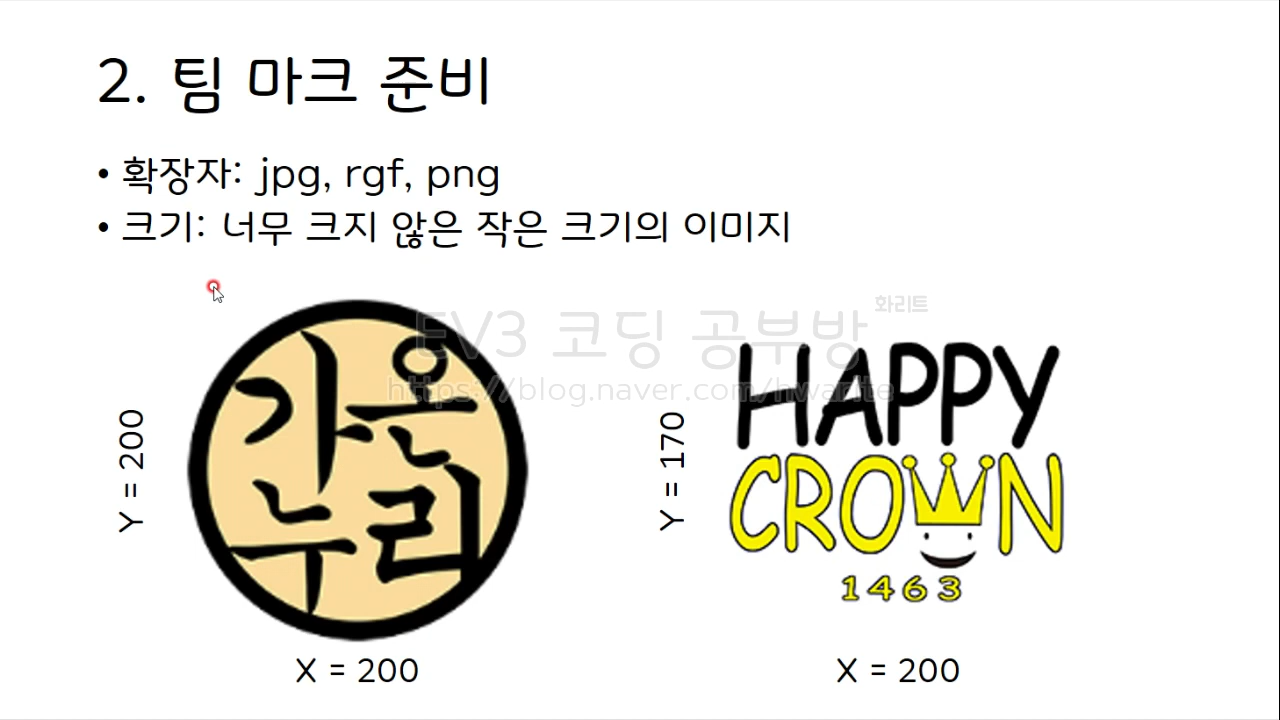 2. 팀 마크 준비
• 확장자: jpg, rgf, png
• 크기: 너무 크지 않은 작은 크기의 이미지
화리트
EV3 코딩 공부방
https://blog.naver.com/hwarite
Y = 200
가온
누리
X = 200
Y = 170
HAPPY
CROWN
1463
X = 200